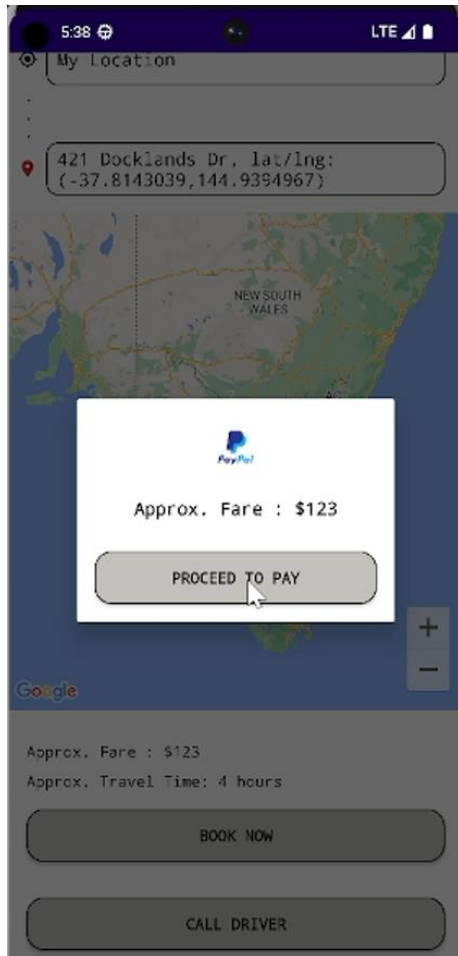 5:38
LTE
My Location
421 Docklands Dr, lat/lng:
(-37.8143039,144.9394967)
NEW SOUTH
WALES
PayPal
Approx. Fare : $123
PROCEED TO PAY
+
−
Google
Approx. Fare : $123
Approx. Travel Time: 4 hours
BOOK NOW
CALL DRIVER